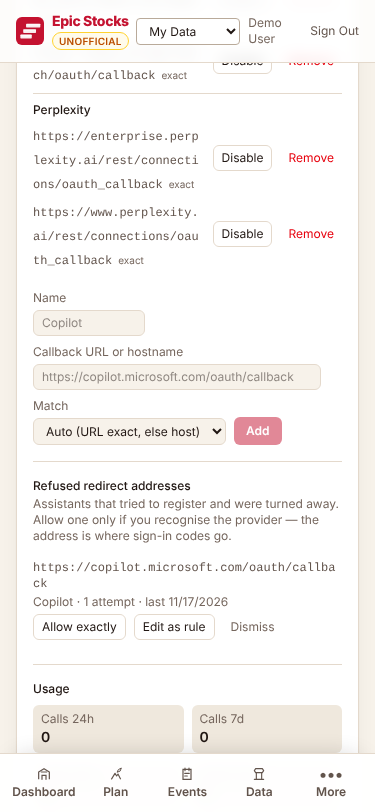 Epic Stocks
UNOFFICIAL
My Data
Demo
User
Sign Out
ch/oauth/callback exact
Disable
Remove
Perplexity
https://enterprise.perp
lexity.ai/rest/connecti
ons/oauth_callback exact
Disable
Remove
https://www.perplexity.
ai/rest/connections/oau
th_callback exact
Disable
Remove
Name
Copilot
Callback URL or hostname
https://copilot.microsoft.com/oauth/callback
Match
Auto (URL exact, else host)
Add
Refused redirect addresses
Assistants that tried to register and were turned away.
Allow one only if you recognise the provider — the
address is where sign-in codes go.
https://copilot.microsoft.com/oauth/callba
ck
Copilot · 1 attempt · last 11/17/2026
Allow exactly
Edit as rule
Dismiss
Usage
Calls 24h
0
Calls 7d
0
Dashboard
Plan
Events
Data
More